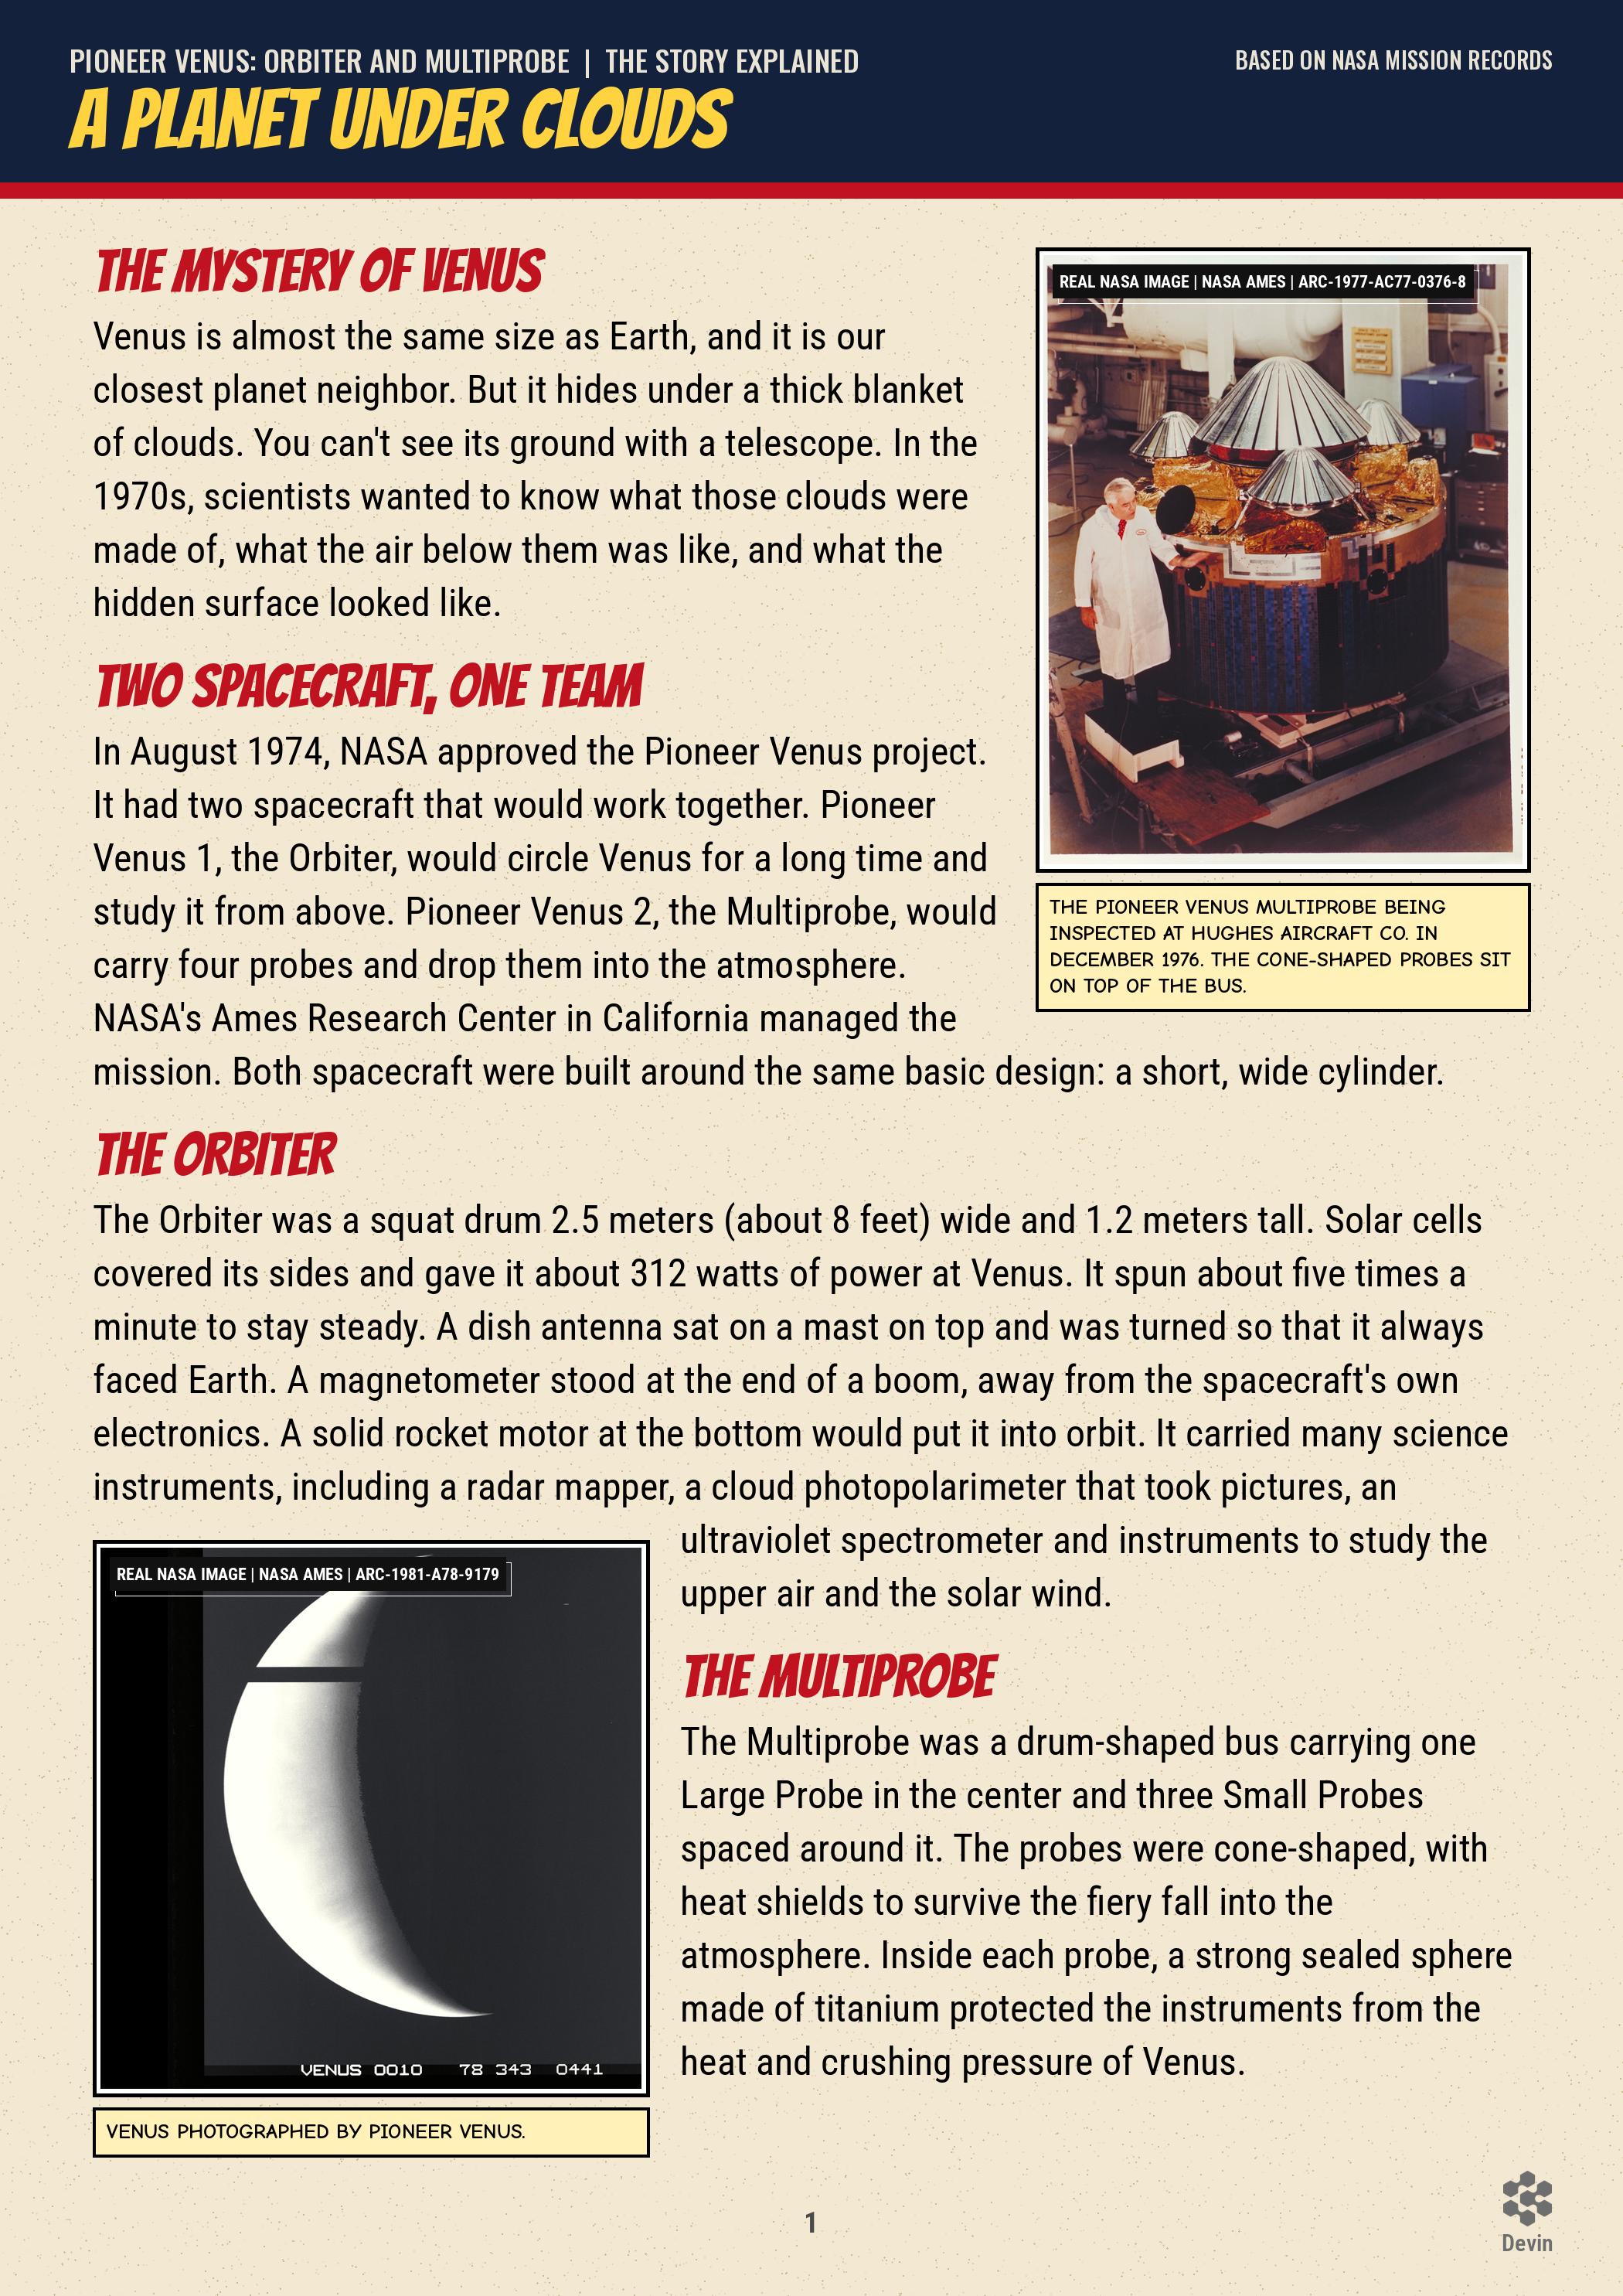 PIONEER VENUS: ORBITER AND MULTIPROBE | THE STORY EXPLAINED
BASED ON NASA MISSION RECORDS
A PLANET UNDER CLOUDS
THE MYSTERY OF VENUS
Venus is almost the same size as Earth, and it is our
closest planet neighbor. But it hides under a thick blanket
of clouds. You can't see its ground with a telescope. In the
1970s, scientists wanted to know what those clouds were
made of, what the air below them was like, and what the
hidden surface looked like.
REAL NASA IMAGE | NASA AMES | ARC-1977-AC77-0376-8
THE PIONEER VENUS MULTIPROBE BEING
INSPECTED AT HUGHES AIRCRAFT CO. IN
DECEMBER 1976. THE CONE-SHAPED PROBES SIT
ON TOP OF THE BUS.
TWO SPACECRAFT, ONE TEAM
In August 1974, NASA approved the Pioneer Venus project.
It had two spacecraft that would work together. Pioneer
Venus 1, the Orbiter, would circle Venus for a long time and
study it from above. Pioneer Venus 2, the Multiprobe, would
carry four probes and drop them into the atmosphere.
NASA's Ames Research Center in California managed the
mission. Both spacecraft were built around the same basic design: a short, wide cylinder.
THE ORBITER
The Orbiter was a squat drum 2.5 meters (about 8 feet) wide and 1.2 meters tall. Solar cells
covered its sides and gave it about 312 watts of power at Venus. It spun about five times a
minute to stay steady. A dish antenna sat on a mast on top and was turned so that it always
faced Earth. A magnetometer stood at the end of a boom, away from the spacecraft's own
electronics. A solid rocket motor at the bottom would put it into orbit. It carried many science
instruments, including a radar mapper, a cloud photopolarimeter that took pictures, an
ultraviolet spectrometer and instruments to study the
upper air and the solar wind.
REAL NASA IMAGE | NASA AMES | ARC-1981-A78-9179
VENUS 0010 78 343 0441
VENUS PHOTOGRAPHED BY PIONEER VENUS.
THE MULTIPROBE
The Multiprobe was a drum-shaped bus carrying one
Large Probe in the center and three Small Probes
spaced around it. The probes were cone-shaped, with
heat shields to survive the fiery fall into the
atmosphere. Inside each probe, a strong sealed sphere
made of titanium protected the instruments from the
heat and crushing pressure of Venus.
1
Devin